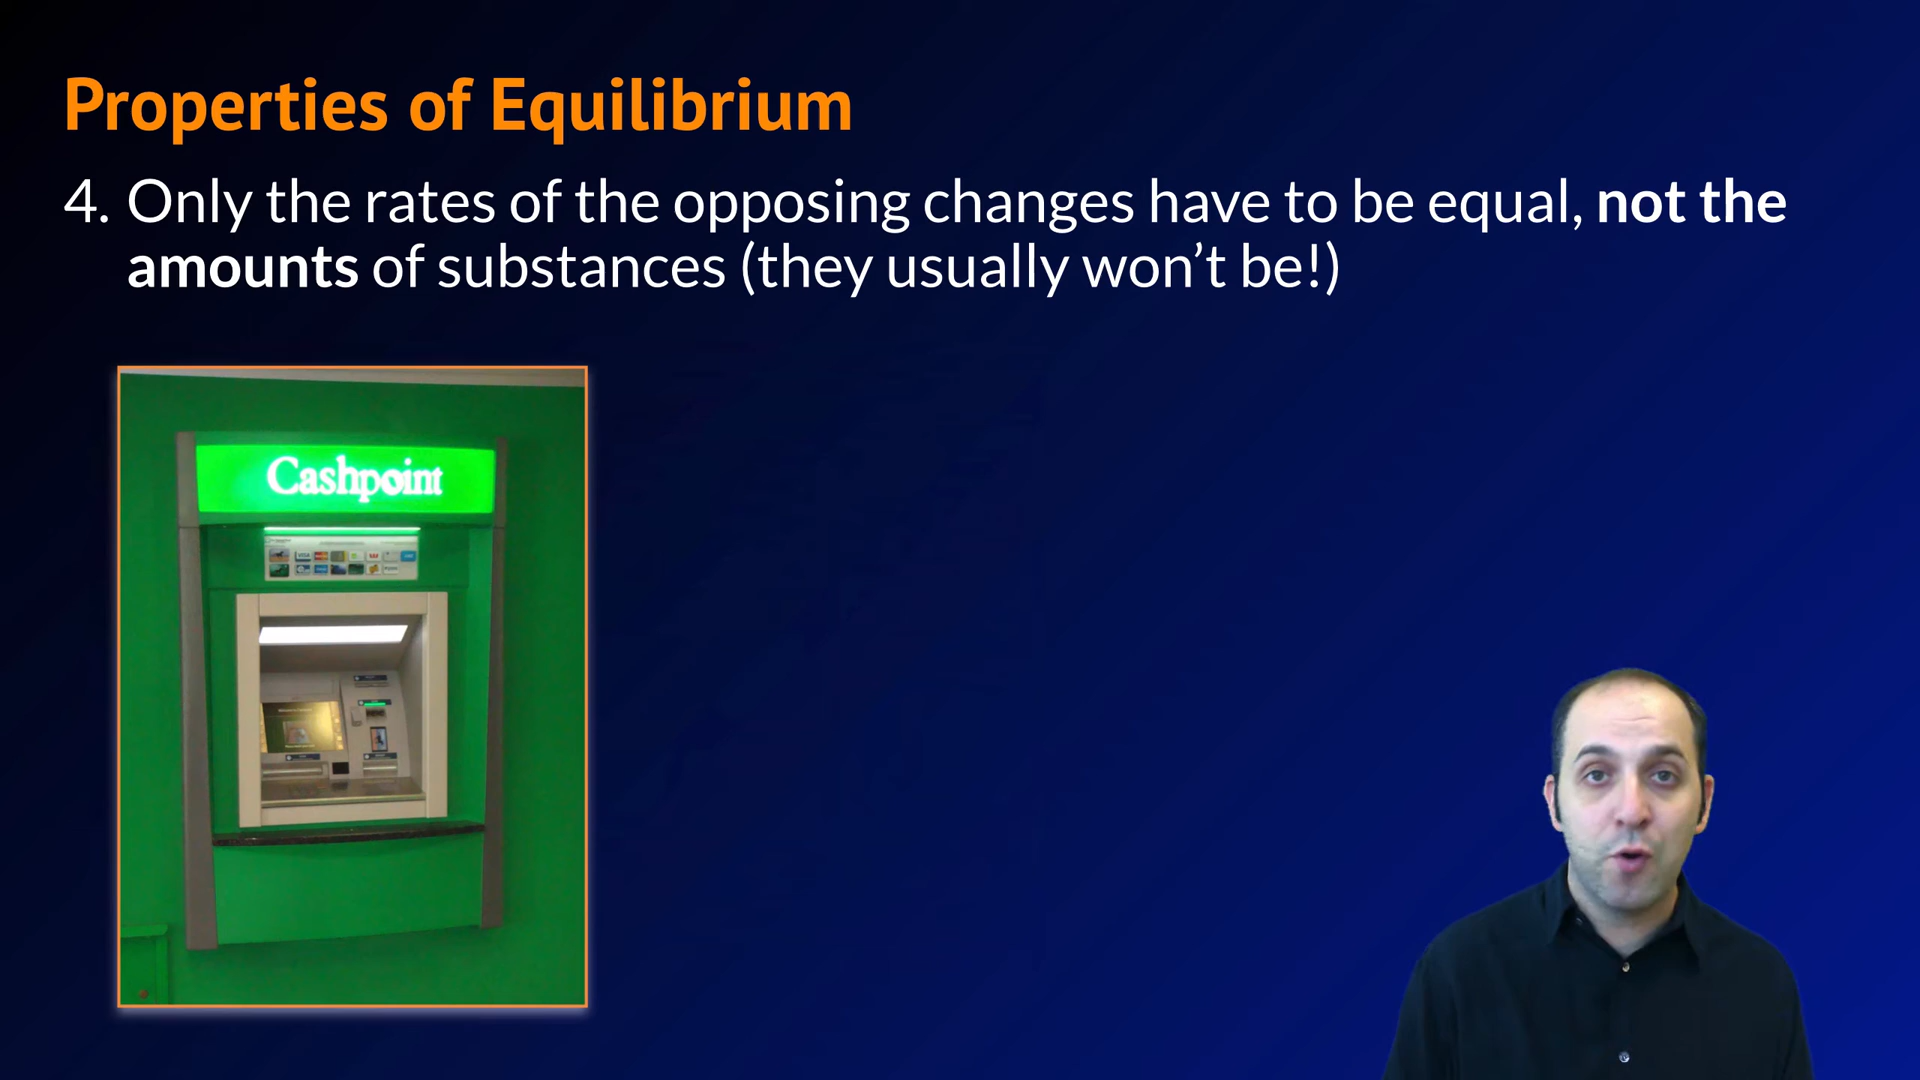 Properties of Equilibrium
4. Only the rates of the opposing changes have to be equal, not the
amounts of substances (they usually won’t be!)
Cashpoint